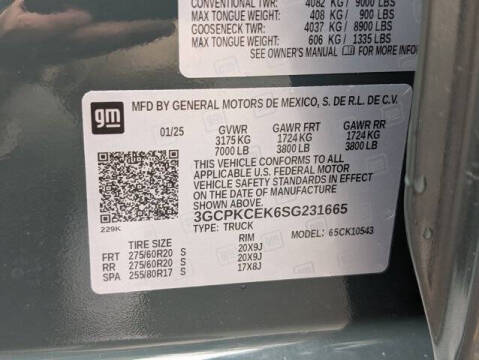 CONVENTIONAL TWR: 4082 KG / 9000 LBS
MAX TONGUE WEIGHT: 408 KG / 900 LBS
GOOSENECK TWR: 4037 KG / 8900 LBS
MAX TONGUE WEIGHT: 606 KG / 1335 LBS
SEE OWNER'S MANUAL FOR MORE INFO
gm
MFD BY GENERAL MOTORS DE MEXICO, S. DE R.L. DE C.V.
01/25 GVWR GAWR FRT GAWR RR
3175 KG 1724 KG 1724 KG
7000 LB 3800 LB 3800 LB
THIS VEHICLE CONFORMS TO ALL
APPLICABLE U.S. FEDERAL MOTOR
VEHICLE SAFETY STANDARDS IN EFFECT
ON THE DATE OF MANUFACTURE
SHOWN ABOVE.
3GCPKCEK6SG231665
229K
TYPE: TRUCK MODEL: 65CK10543
TIRE SIZE RIM
FRT 275/60R20 S 20X9J
RR 275/60R20 S 20X9J
SPA 255/80R17 S 17X8J